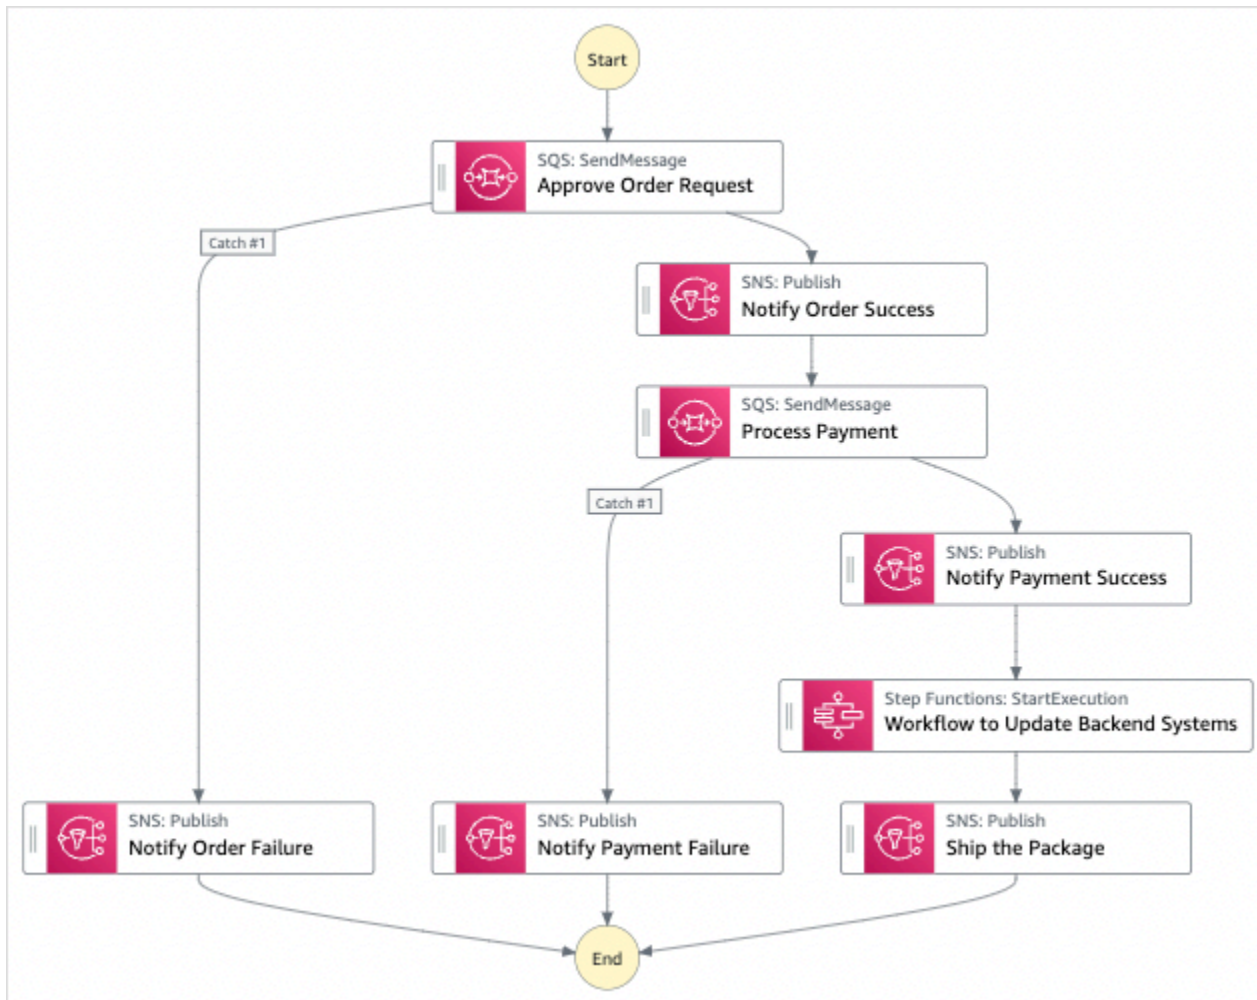 Start
SQS: SendMessage
Approve Order Request
Catch #1
SNS: Publish
Notify Order Success
SQS: SendMessage
Process Payment
Catch #1
SNS: Publish
Notify Payment Success
Step Functions: StartExecution
Workflow to Update Backend Systems
SNS: Publish
Notify Order Failure
SNS: Publish
Notify Payment Failure
SNS: Publish
Ship the Package
End